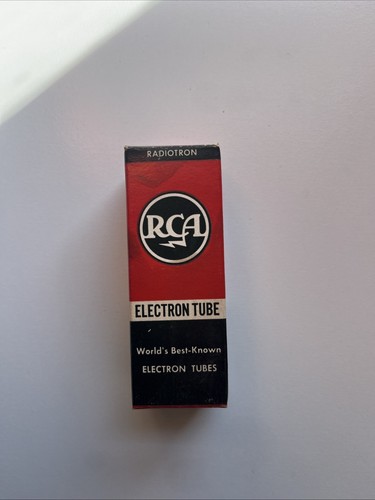 RADIOTRON
RCA
ELECTRON TUBE
World's Best-Known
ELECTRON TUBES